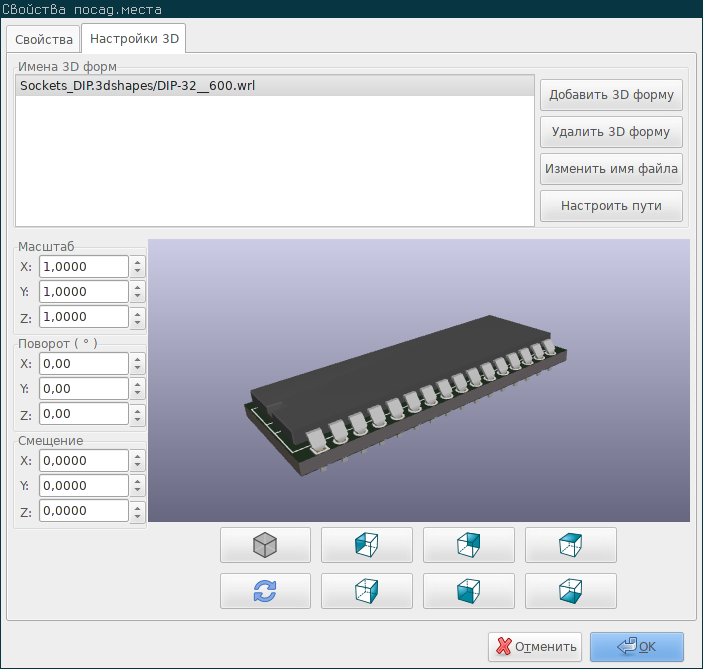 Свойства посад.места
Свойства
Настройки 3D
Имена 3D форм
Sockets_DIP.3dshapes/DIP-32__600.wrl
Добавить 3D форму
Удалить 3D форму
Изменить имя файла
Настроить пути
Масштаб
X: 1,0000
Y: 1,0000
Z: 1,0000
Поворот ( ° )
X: 0,00
Y: 0,00
Z: 0,00
Смещение
X: 0,0000
Y: 0,0000
Z: 0,0000
Отменить
OK